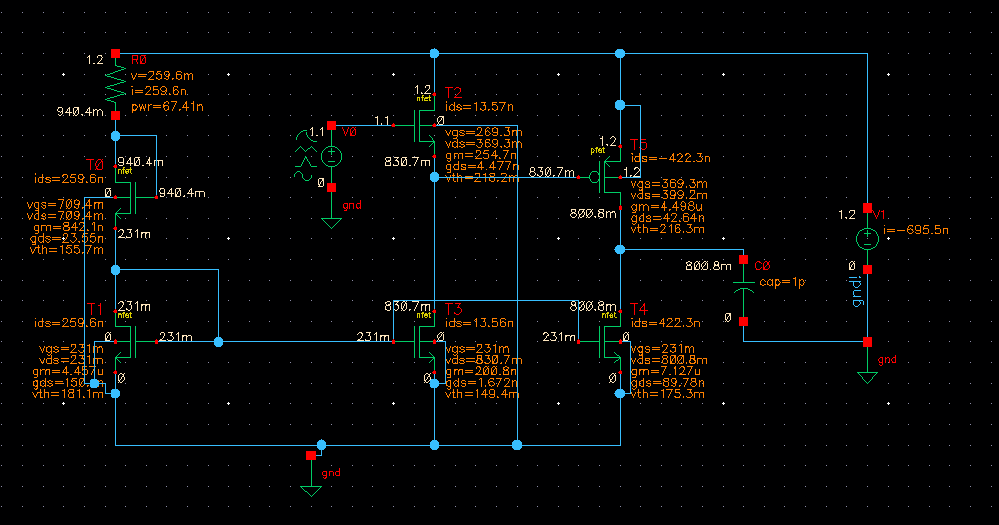 1.2
R0
v=259.6m
i=259.6n
pwr=67.41n
940.4m
T0
940.4m
nfet
ids=259.6n
0
940.4m
vgs=709.4m
vds=709.4m
gm=842.1n
vth=155.7m
231m
T1
231m
nfet
ids=259.6n
0
231m
vgs=231m
vds=231m
gm=4.457u
vth=181.1m
0
1.1
V0
0
gnd
1.2
T2
nfet
ids=13.57n
1.1
0
vgs=269.3m
vds=369.3m
gm=254.7n
gds=4.477n
vth=218.2m
830.7m
830.7m
T3
nfet
ids=13.56n
231m
0
vgs=231m
vds=830.7m
gm=200.8n
gds=1.672n
vth=149.4m
0
1.2
T5
pfet
ids=-422.3n
830.7m
1.2
vgs=369.3m
vds=399.2m
gm=4.498u
gds=42.64n
vth=216.3m
800.8m
800.8m
T4
nfet
ids=422.3n
231m
0
vgs=231m
vds=800.8m
gm=7.127u
gds=89.78n
vth=175.3m
0
800.8m
C0
cap=1p
0
1.2
V1
i=-695.5n
0
gnd!
gnd
gnd